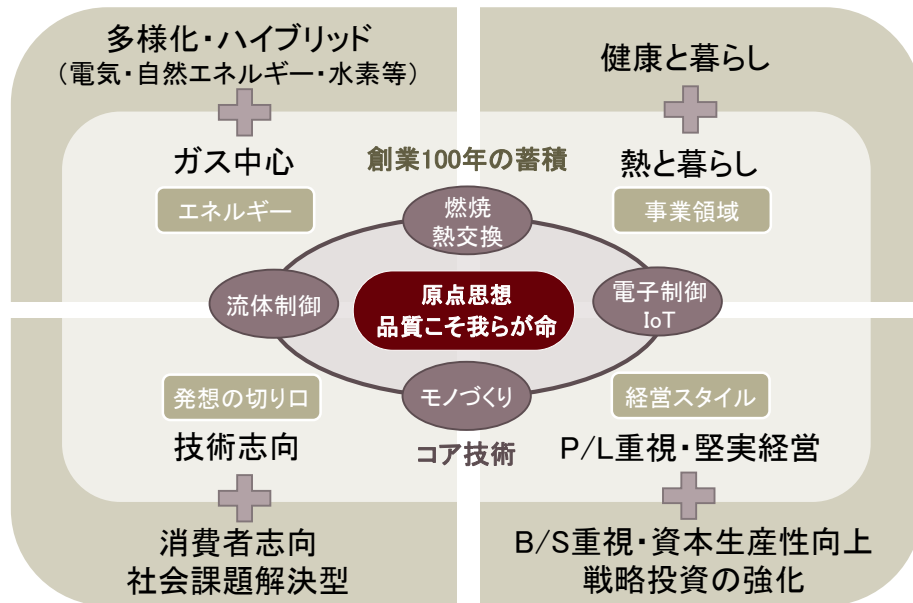 多様化・ハイブリッド
（電気・自然エネルギー・水素等）
ガス中心
エネルギー
健康と暮らし
熱と暮らし
事業領域
創業100年の蓄積
燃焼
熱交換
流体制御
原点思想
品質こそ我らが命
電子制御
IoT
モノづくり
コア技術
発想の切り口
技術志向
消費者志向
社会課題解決型
経営スタイル
P/L重視・堅実経営
B/S重視・資本生産性向上
戦略投資の強化